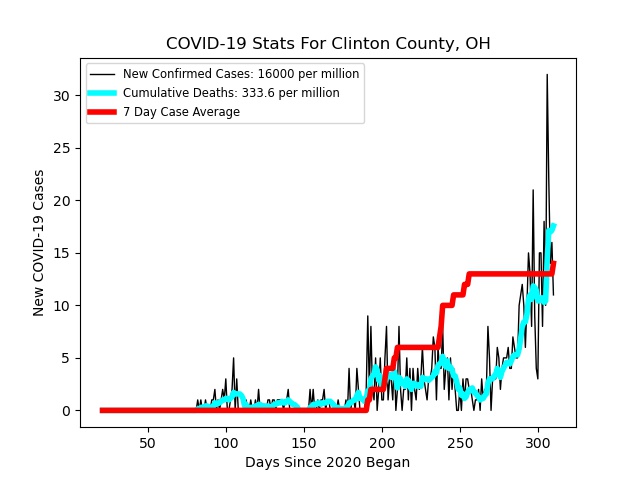 COVID-19 Stats For Clinton County, OH
New Confirmed Cases: 16000 per million
Cumulative Deaths: 333.6 per million
7 Day Case Average
New COVID-19 Cases
30
25
20
15
10
5
0
50
100
150
200
250
300
Days Since 2020 Began